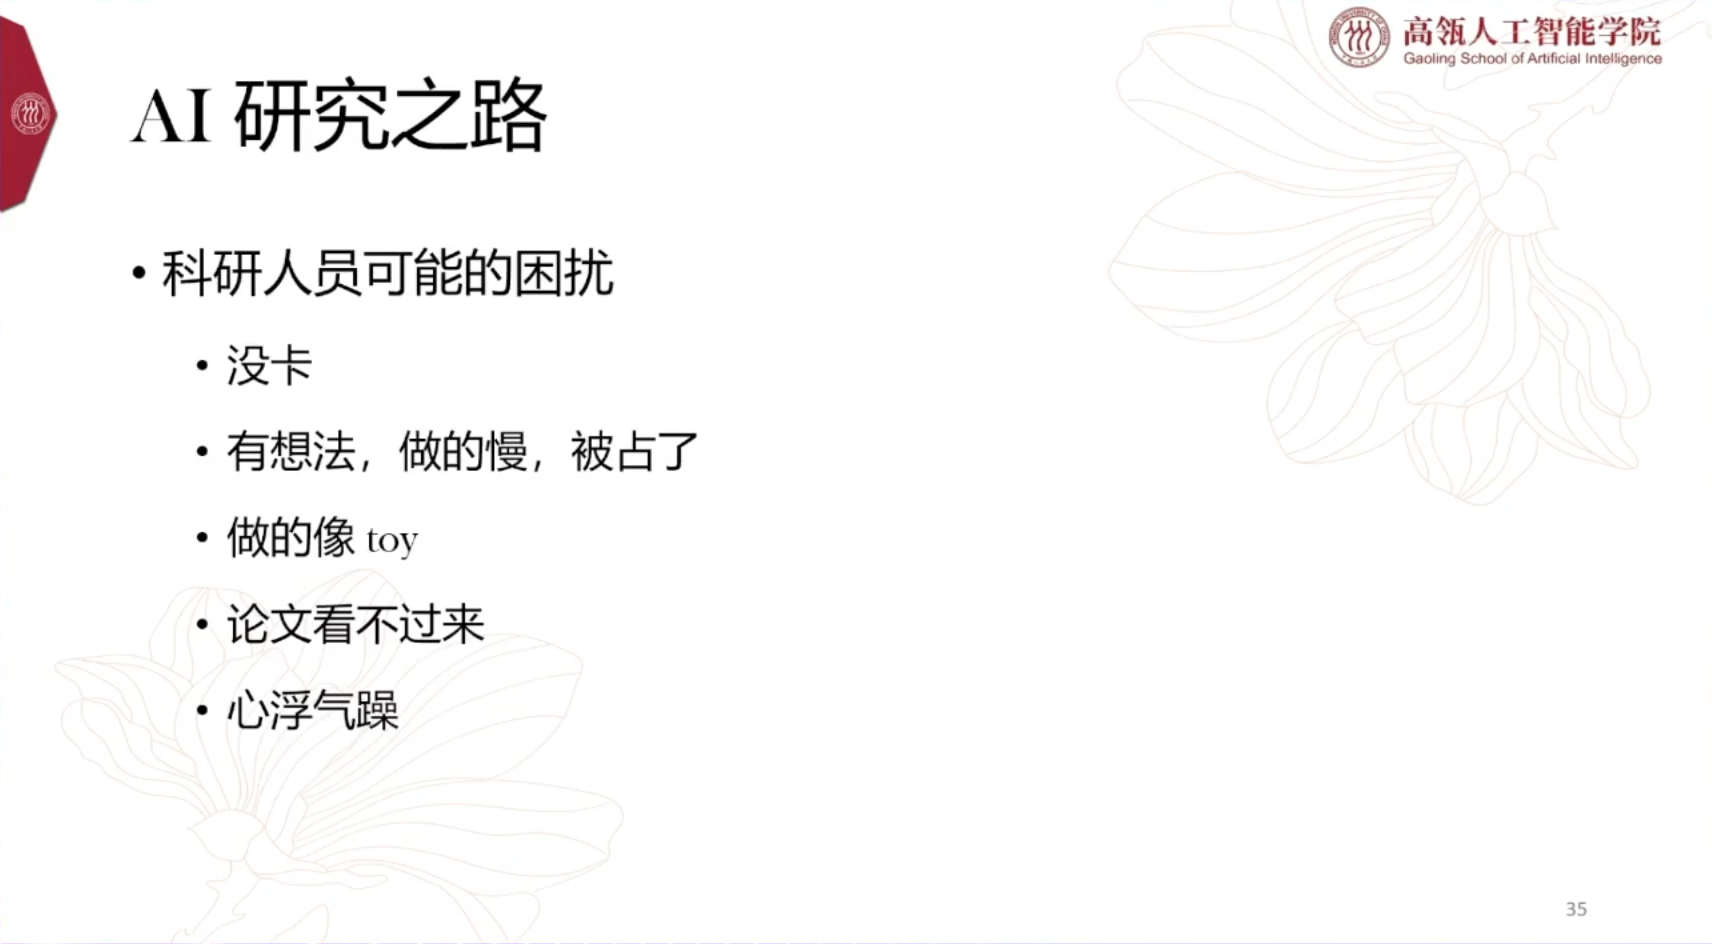 高瓴人工智能学院
Gaoling School of Artificial Intelligence
AI 研究之路
• 科研人员可能的困扰
• 没卡
• 有想法，做的慢，被占了
• 做的像 toy
• 论文看不过来
• 心浮气躁
35